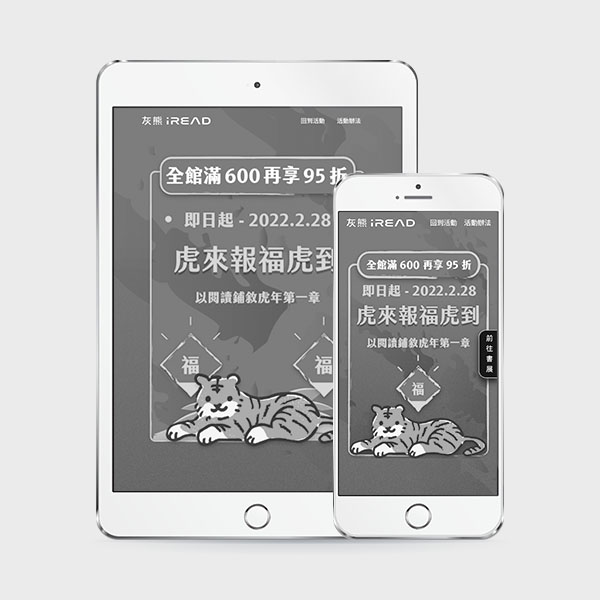 灰熊 iREAD
回到活動 活動辦法
全館滿 600 再享 95 折
即日起 - 2022.2.28
虎來報福虎到
以閱讀鋪敘虎年第一章
福 福
灰熊 iREAD
回到活動 活動辦法
全館滿 600 再享 95 折
即日起 - 2022.2.28
虎來報福虎到
以閱讀鋪敘虎年第一章
前往書展
福